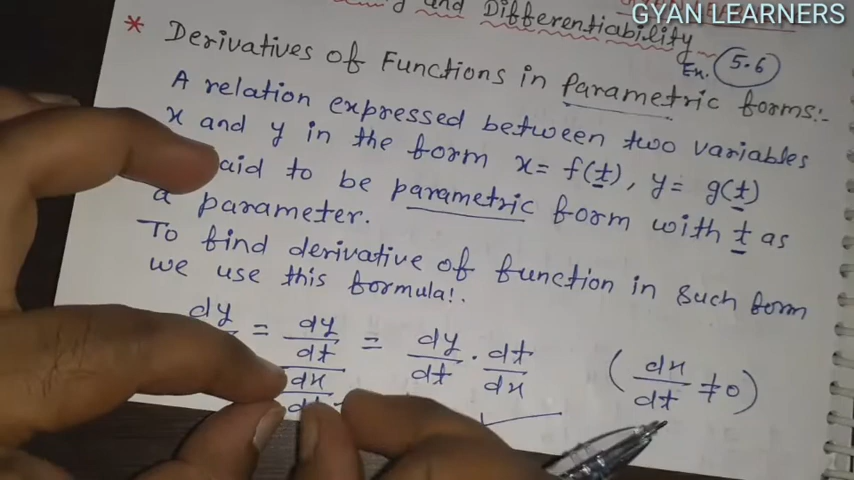 GYAN LEARNERS
and Differentiability
* Derivatives of Functions in parametric forms:-
Ex. 5.6
A relation expressed between two variables
x and y in the form x = f(t), y = g(t)
aid to be parametric form with t as
a parameter.
To find derivative of function in such form
we use this formula!.
dy = dy/dt / dx/dt = dy/dt · dt/dx (dx/dt ≠ 0)